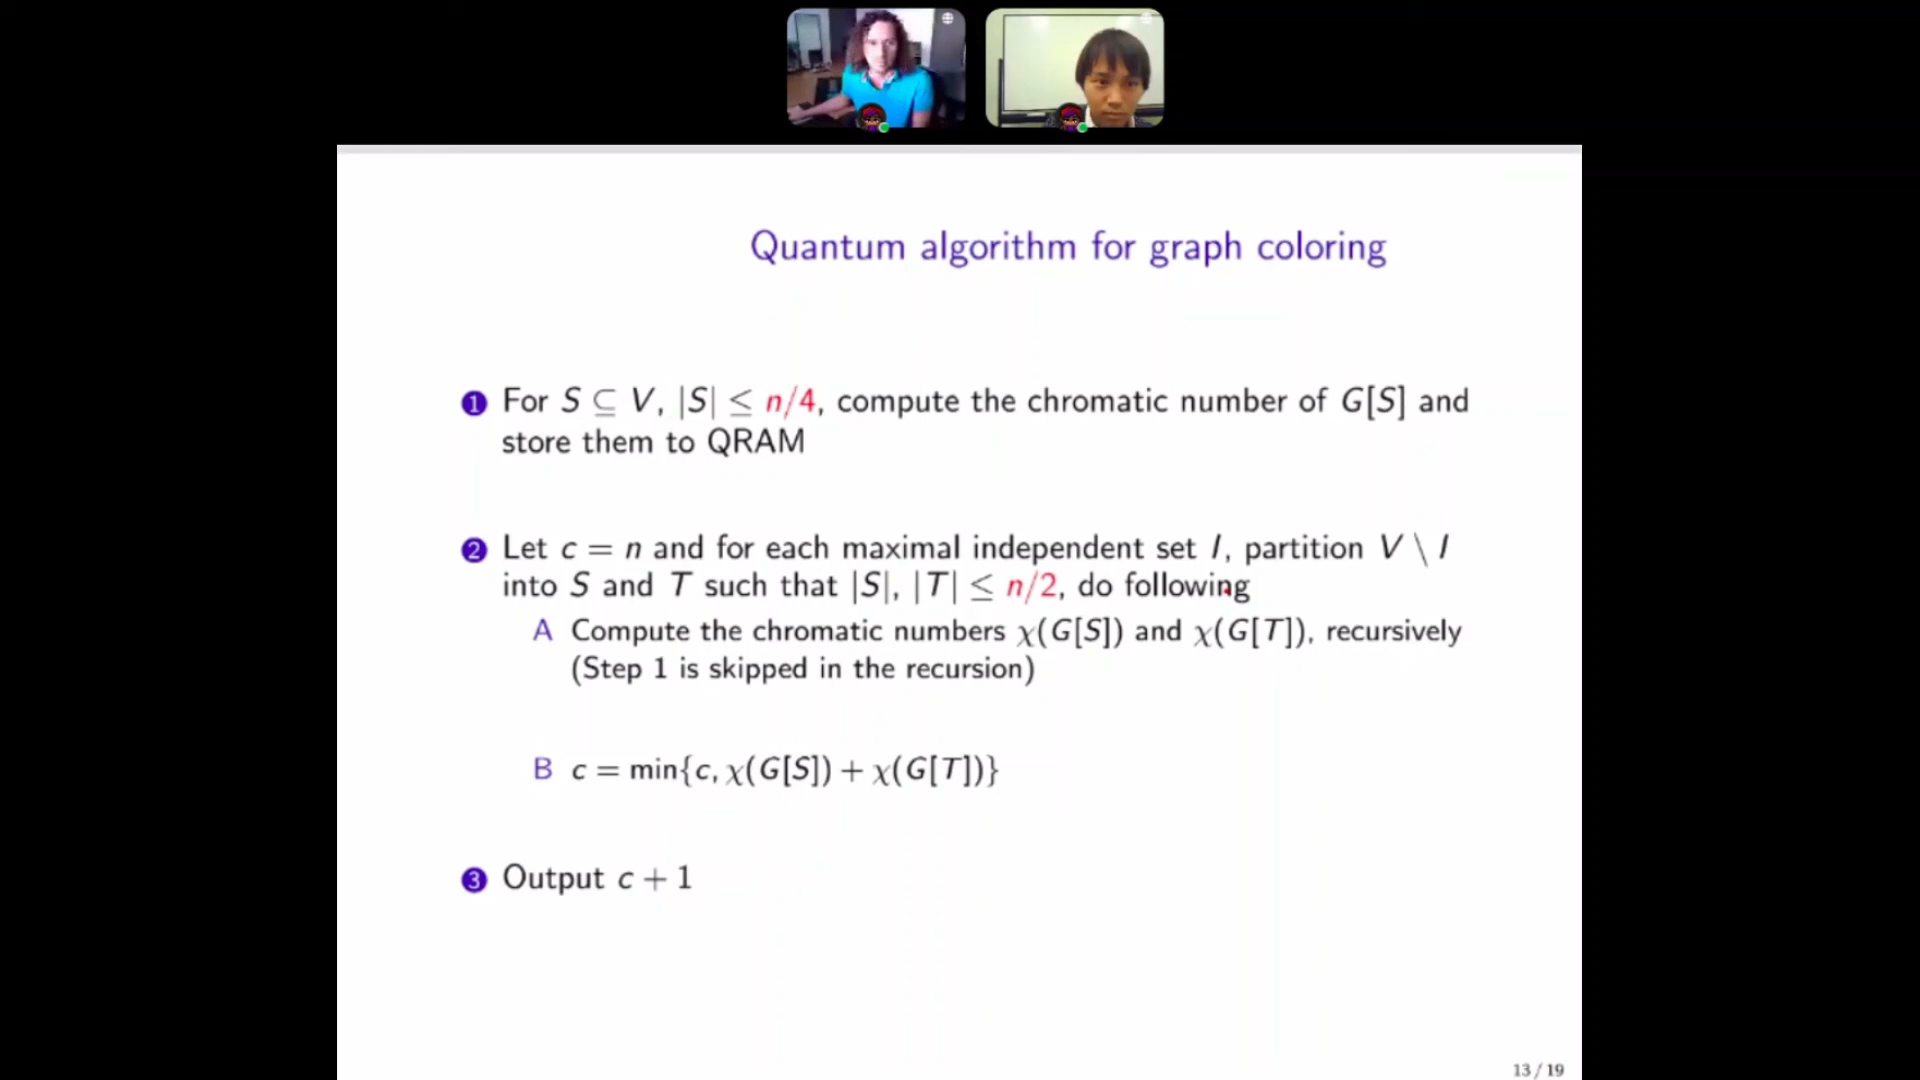 Quantum algorithm for graph coloring
1 For S ⊆ V, |S| ≤ n/4, compute the chromatic number of G[S] and
store them to QRAM
2 Let c = n and for each maximal independent set I, partition V \ I
into S and T such that |S|, |T| ≤ n/2, do following
A Compute the chromatic numbers χ(G[S]) and χ(G[T]), recursively
(Step 1 is skipped in the recursion)
B c = min{c, χ(G[S]) + χ(G[T])}
3 Output c + 1
13 / 19